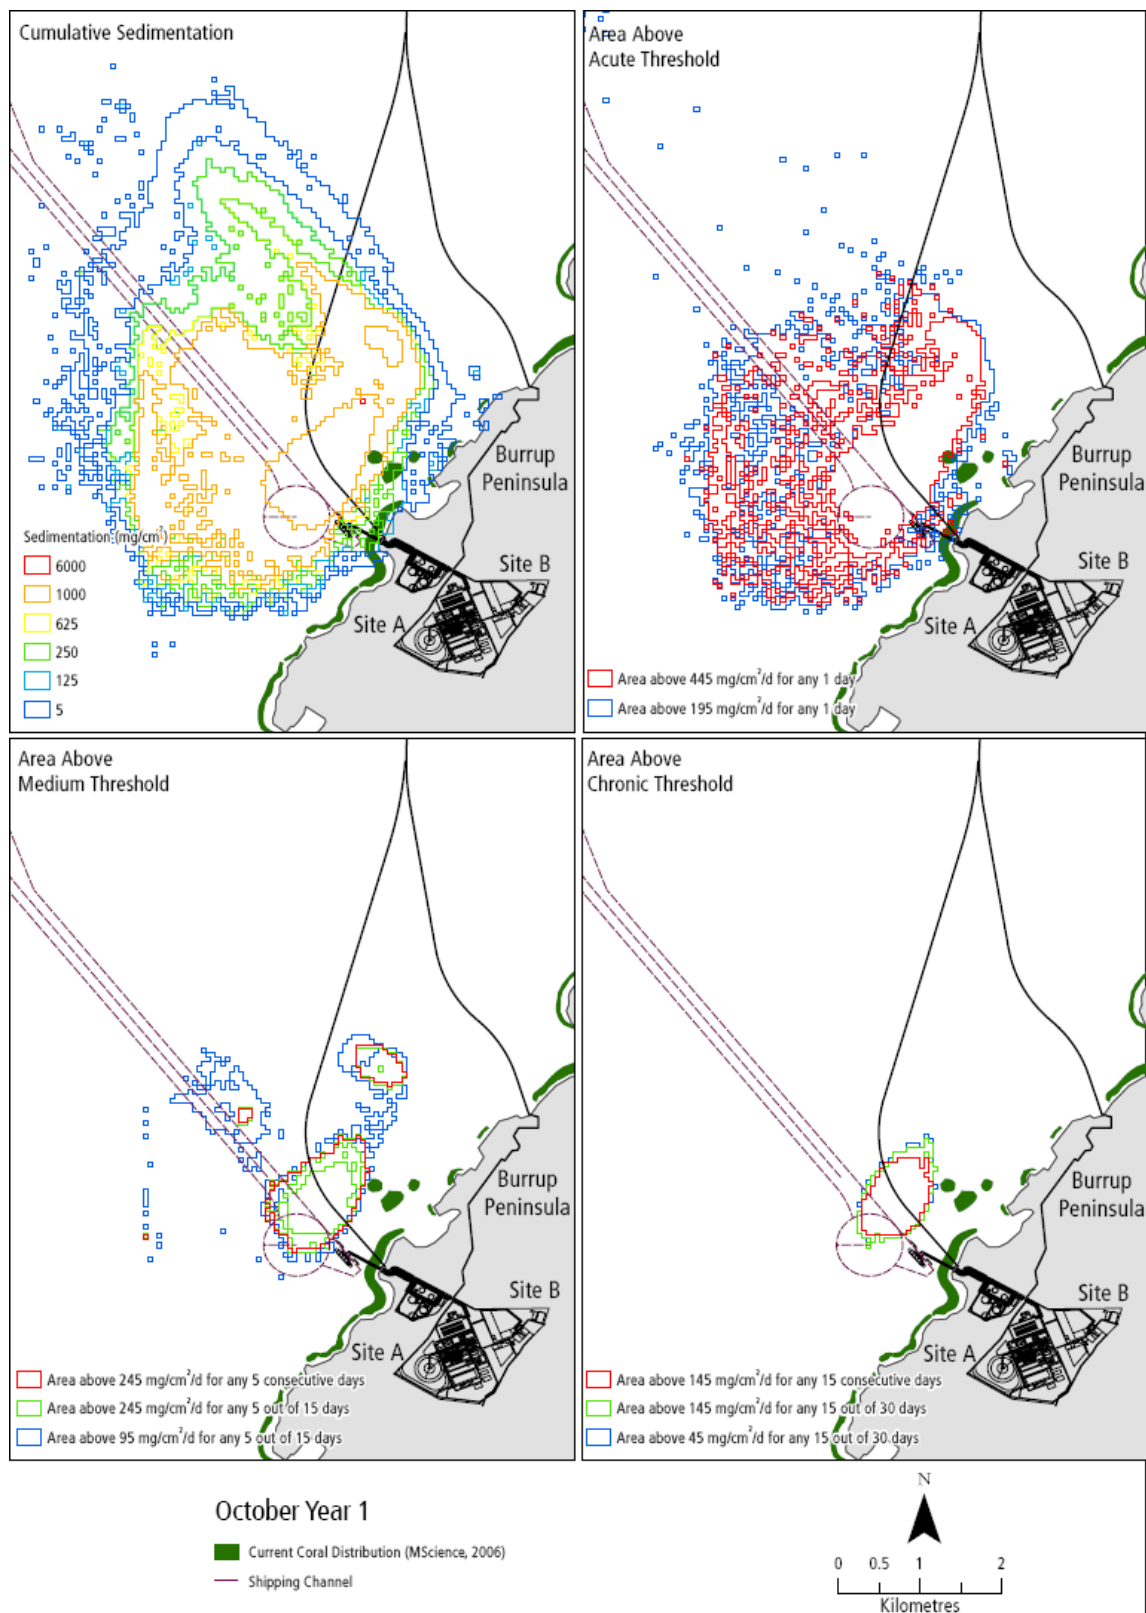 Cumulative Sedimentation
Burrup
Peninsula
Site B
Site A
Sedimentation (mg/cm²)
6000
1000
625
250
125
5
Area Above
Acute Threshold
Burrup
Peninsula
Site B
Site A
Area above 445 mg/cm²/d for any 1 day
Area above 195 mg/cm²/d for any 1 day
Area Above
Medium Threshold
Burrup
Peninsula
Site B
Site A
Area above 245 mg/cm²/d for any 5 consecutive days
Area above 245 mg/cm²/d for any 5 out of 15 days
Area above 95 mg/cm²/d for any 5 out of 15 days
Area Above
Chronic Threshold
Burrup
Peninsula
Site B
Site A
Area above 145 mg/cm²/d for any 15 consecutive days
Area above 145 mg/cm²/d for any 15 out of 30 days
Area above 45 mg/cm²/d for any 15 out of 30 days
October Year 1
Current Coral Distribution (MScience, 2006)
Shipping Channel
N
0 0.5 1 2
Kilometres